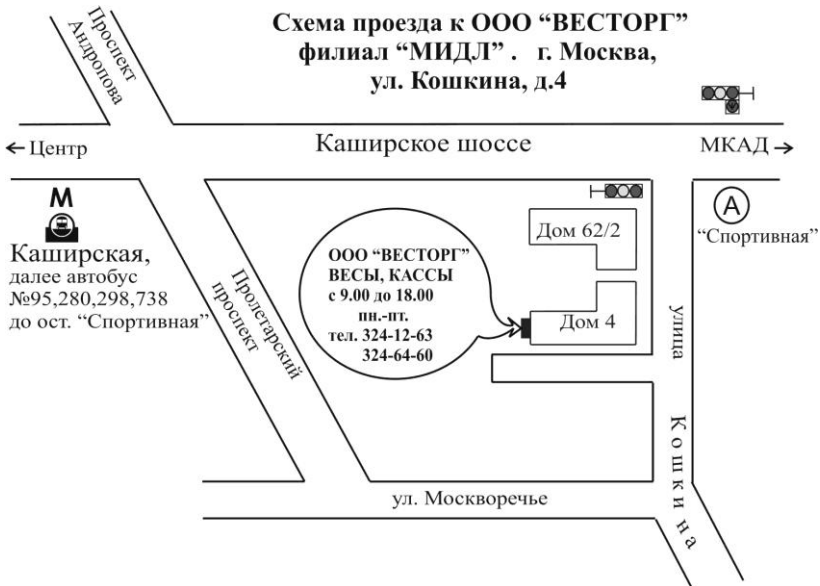 Схема проезда к ООО “ВЕСТОРГ”
филиал “МИДЛ” . г. Москва,
ул. Кошкина, д.4
Проспект
Андропова
← Центр
Каширское шоссе
МКАД →
М
Каширская,
далее автобус
№95,280,298,738
до ост. “Спортивная”
Пролетарский
проспект
ООО “ВЕСТОРГ”
ВЕСЫ, КАССЫ
с 9.00 до 18.00
пн.-пт.
тел. 324-12-63
324-64-60
Дом 62/2
Дом 4
А
“Спортивная”
улица Кошкина
ул. Москворечье